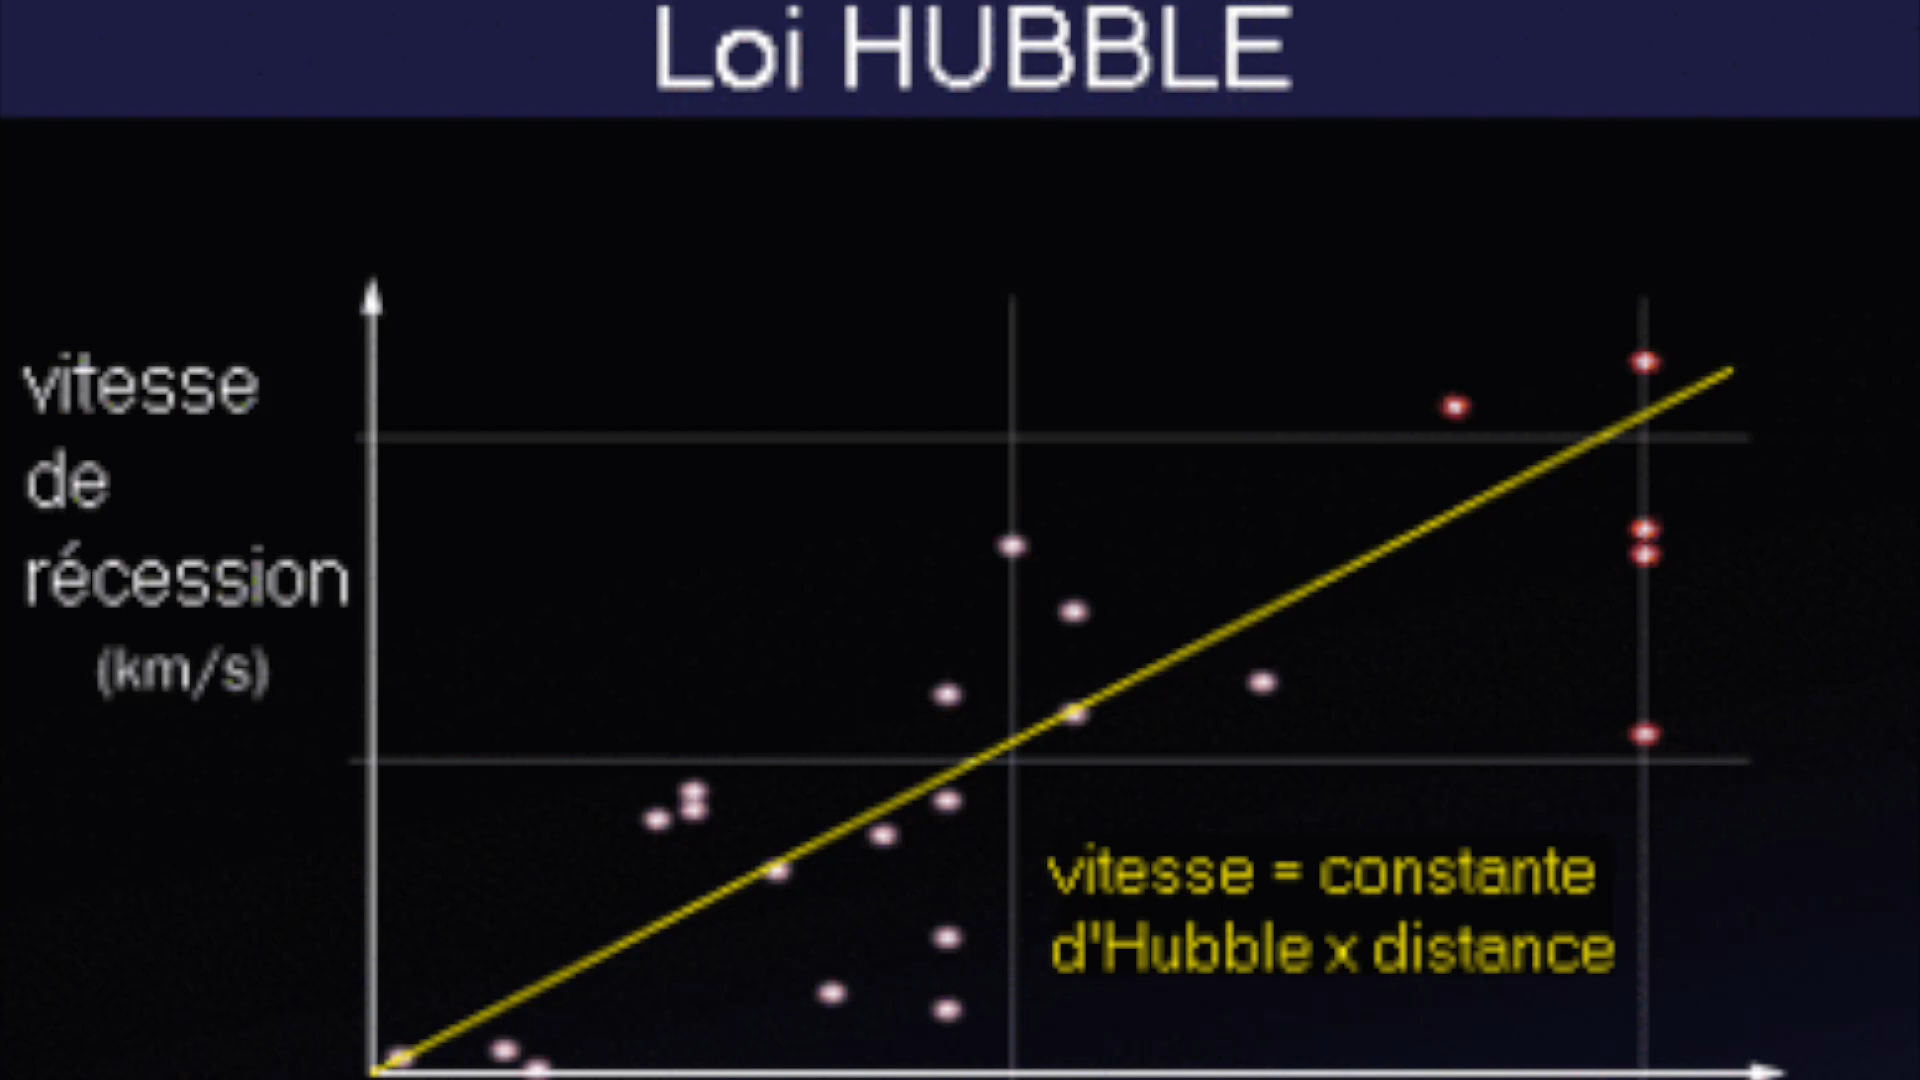 Loi HUBBLE
vitesse
de
récession
(km/s)
vitesse = constante
d'Hubble x distance